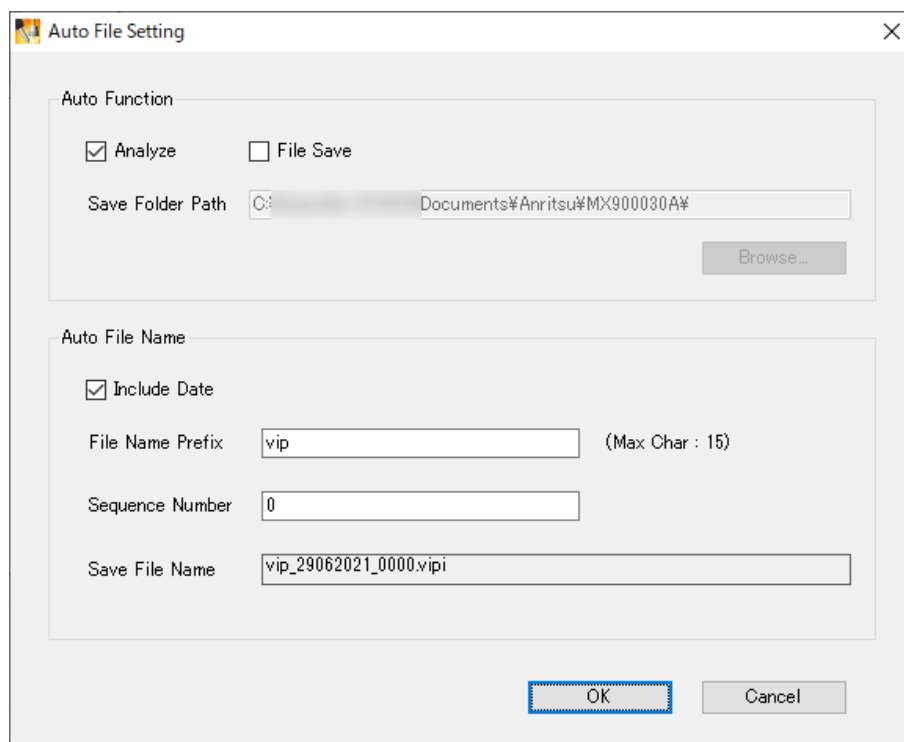 Auto File Setting
Auto Function
Analyze File Save
Save Folder Path C:¥ Documents¥Anritsu¥MX900030A¥
Browse...
Auto File Name
Include Date
File Name Prefix vip (Max Char : 15)
Sequence Number 0
Save File Name vip_29062021_0000.vipi
OK Cancel